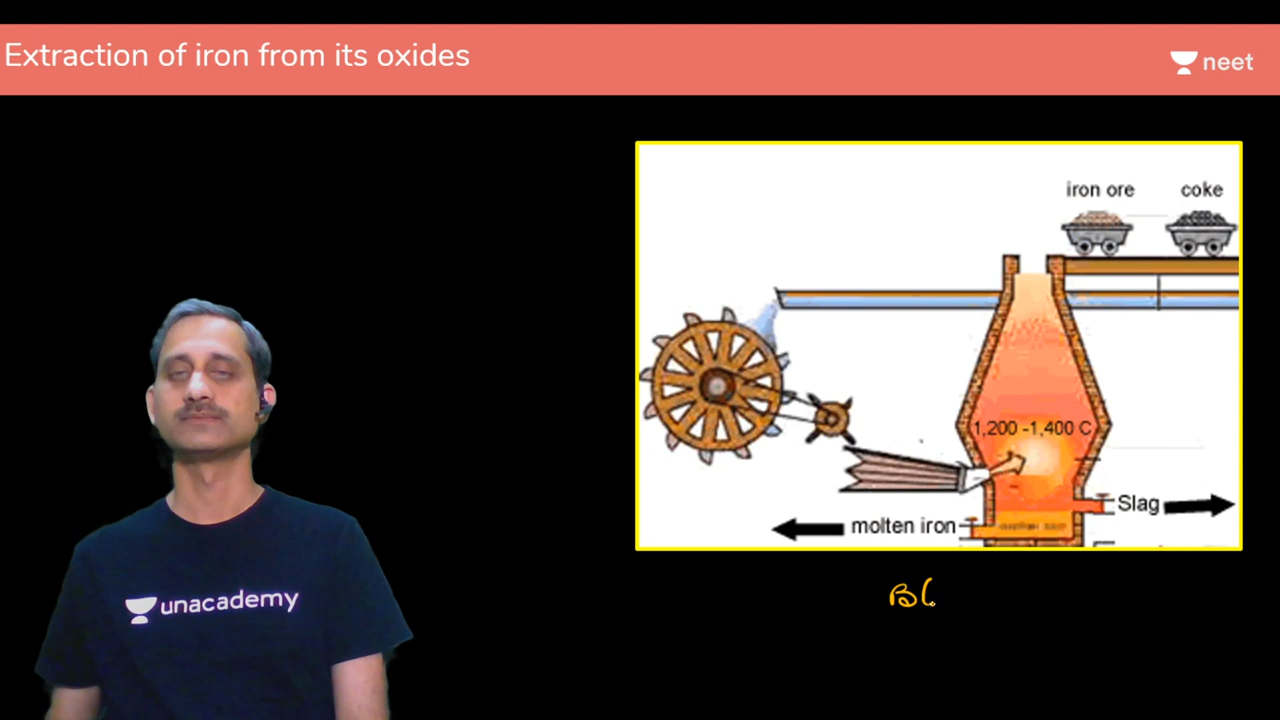 Extraction of iron from its oxides
neet
iron ore coke
1,200 -1,400 C
Slag
molten iron
unacademy